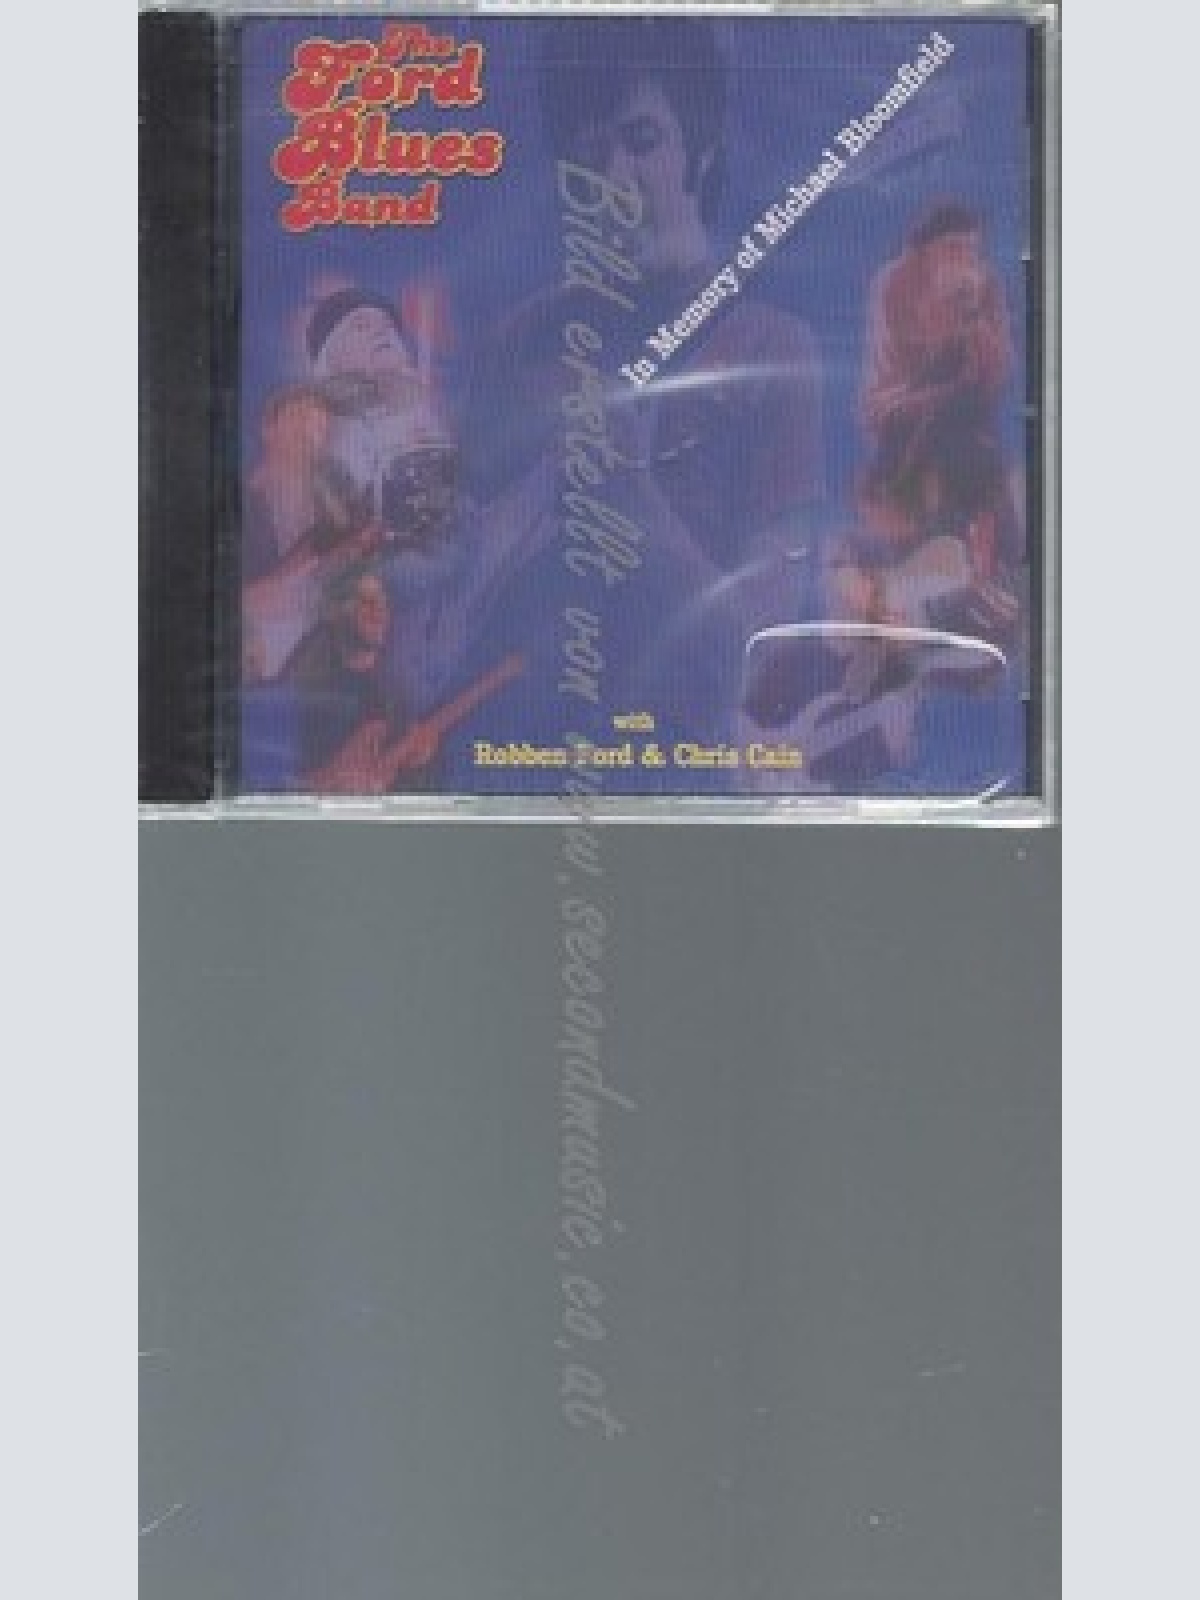 The
Ford
Blues
Band
In Memory of Michael Bloomfield
with
Robben Ford & Chris Cain
Bild erstellt von www.secondmusic.co.at